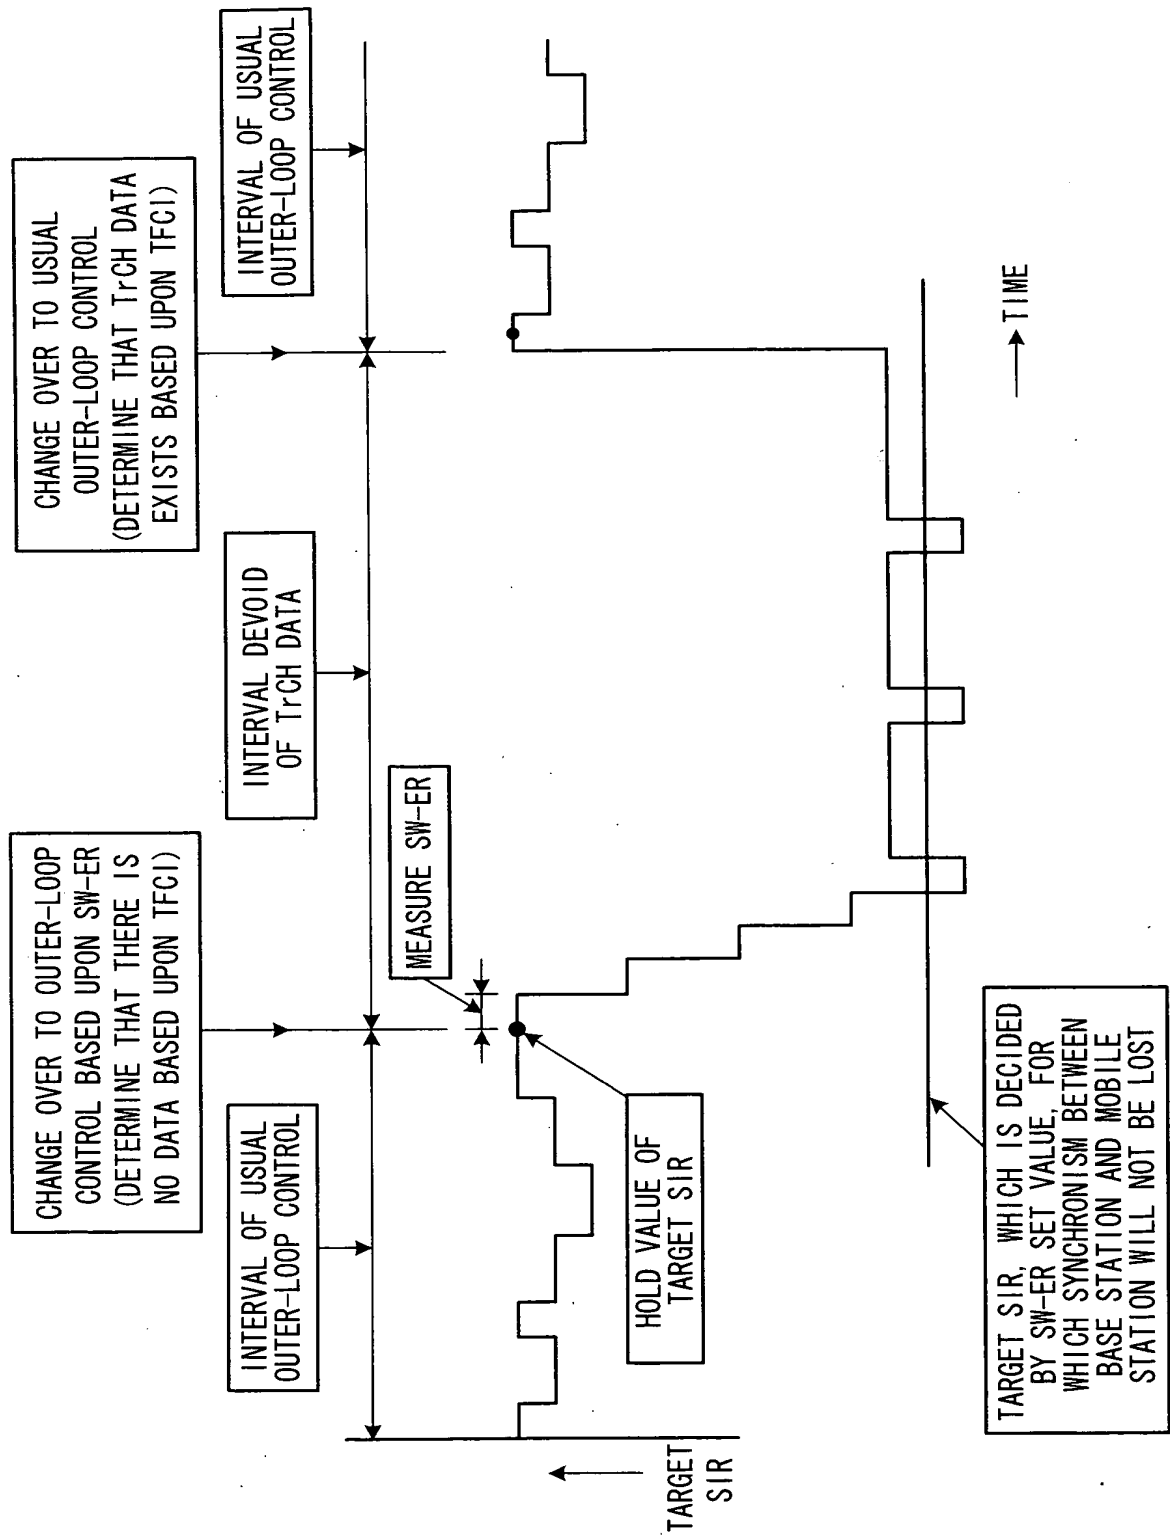 CHANGE OVER TO OUTER-LOOP
CONTROL BASED UPON SW-ER
(DETERMINE THAT THERE IS
NO DATA BASED UPON TFCI)
CHANGE OVER TO USUAL
OUTER-LOOP CONTROL
(DETERMINE THAT TrCH DATA
EXISTS BASED UPON TFCI)
INTERVAL OF USUAL
OUTER-LOOP CONTROL
INTERVAL DEVOID
OF TrCH DATA
INTERVAL OF USUAL
OUTER-LOOP CONTROL
MEASURE SW-ER
TARGET
SIR
HOLD VALUE OF
TARGET SIR
TIME
TARGET SIR, WHICH IS DECIDED
BY SW-ER SET VALUE, FOR
WHICH SYNCHRONISM BETWEEN
BASE STATION AND MOBILE
STATION WILL NOT BE LOST